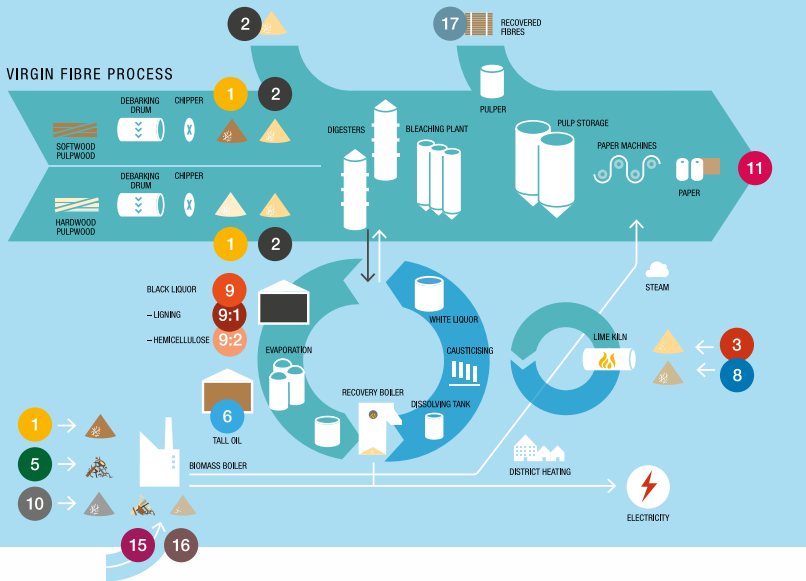 2
17
RECOVERED
FIBRES
VIRGIN FIBRE PROCESS
DEBARKING
DRUM
CHIPPER
1
2
SOFTWOOD
PULPWOOD
DIGESTERS
BLEACHING PLANT
PULPER
PULP STORAGE
PAPER MACHINES
PAPER
11
DEBARKING
DRUM
CHIPPER
HARDWOOD
PULPWOOD
1
2
BLACK LIQUOR
9
– LIGNING
9:1
– HEMICELLULOSE
9:2
EVAPORATION
WHITE LIQUOR
CAUSTICISING
RECOVERY BOILER
DISSOLVING TANK
6
TALL OIL
STEAM
LIME KILN
3
8
1
5
10
BIOMASS BOILER
DISTRICT HEATING
ELECTRICITY
15
16